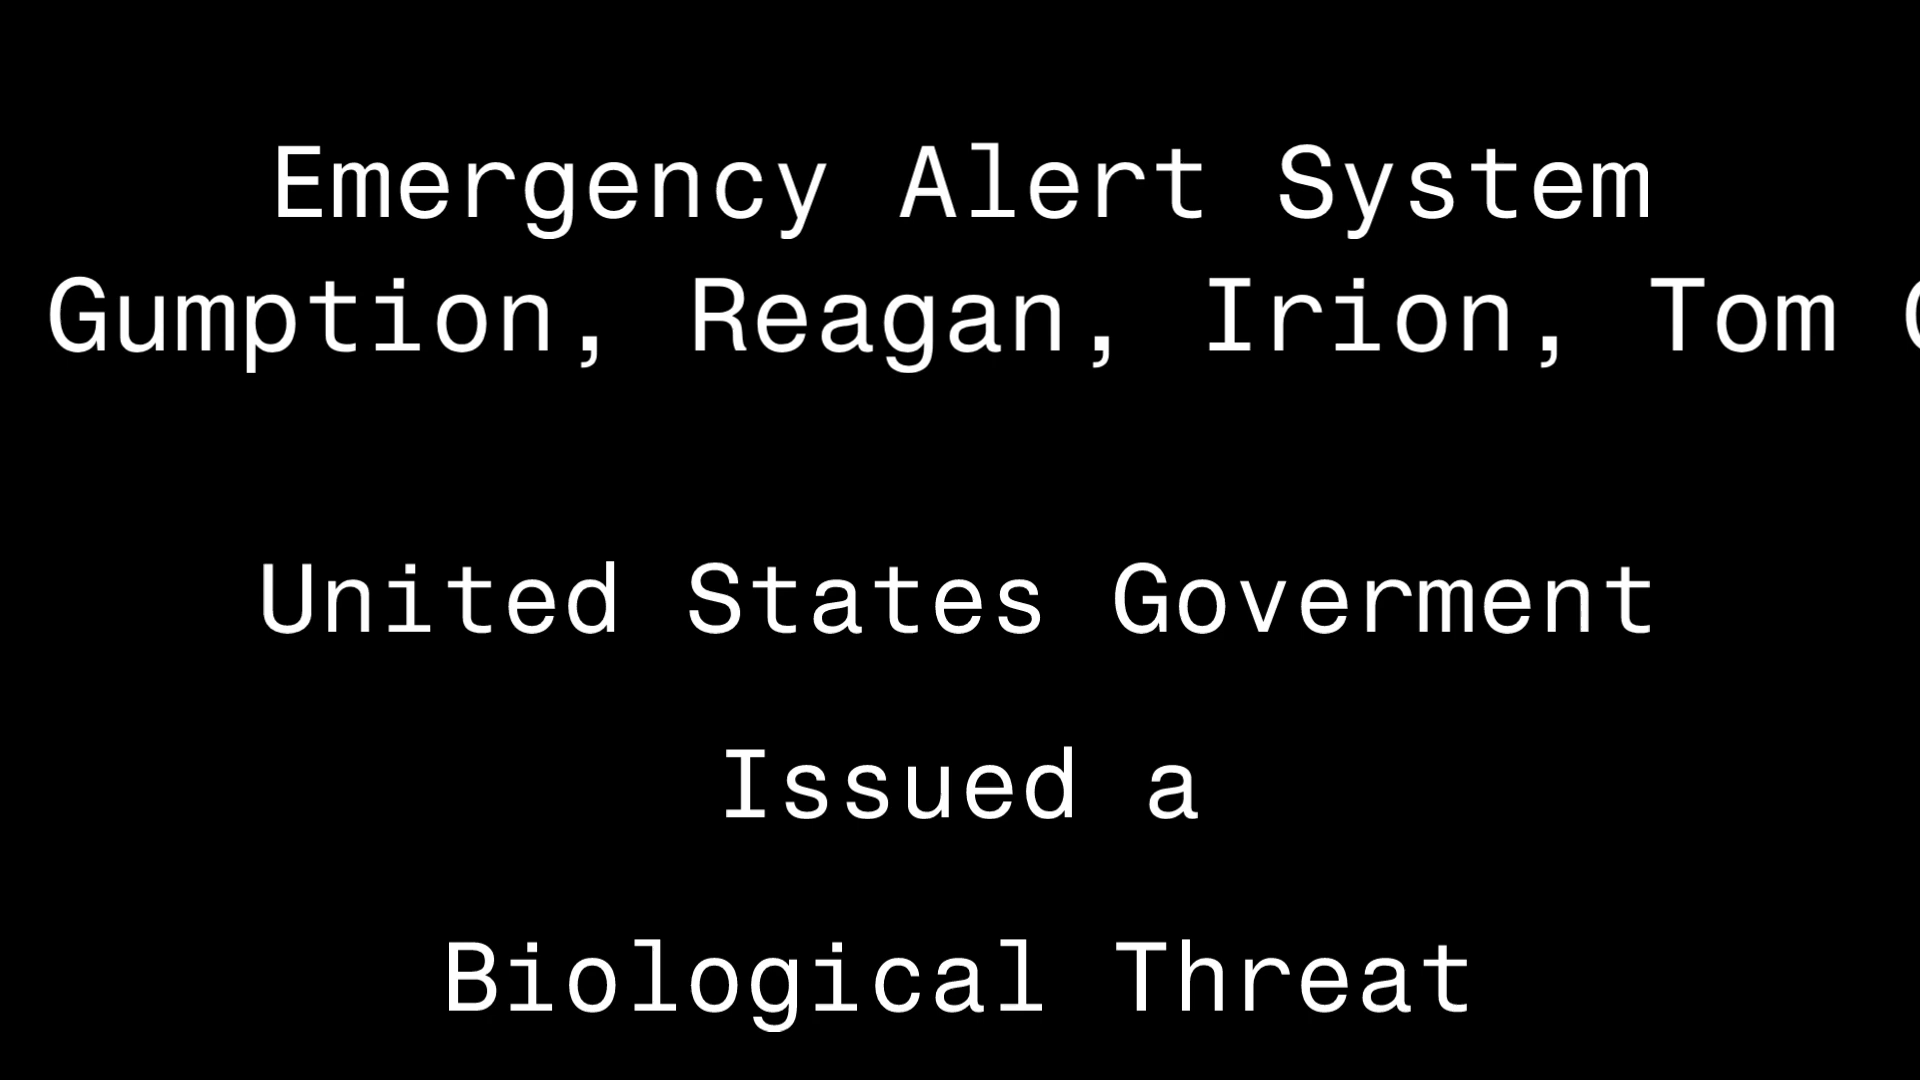 Emergency Alert System
Gumption, Reagan, Irion, Tom
United States Goverment
Issued a
Biological Threat